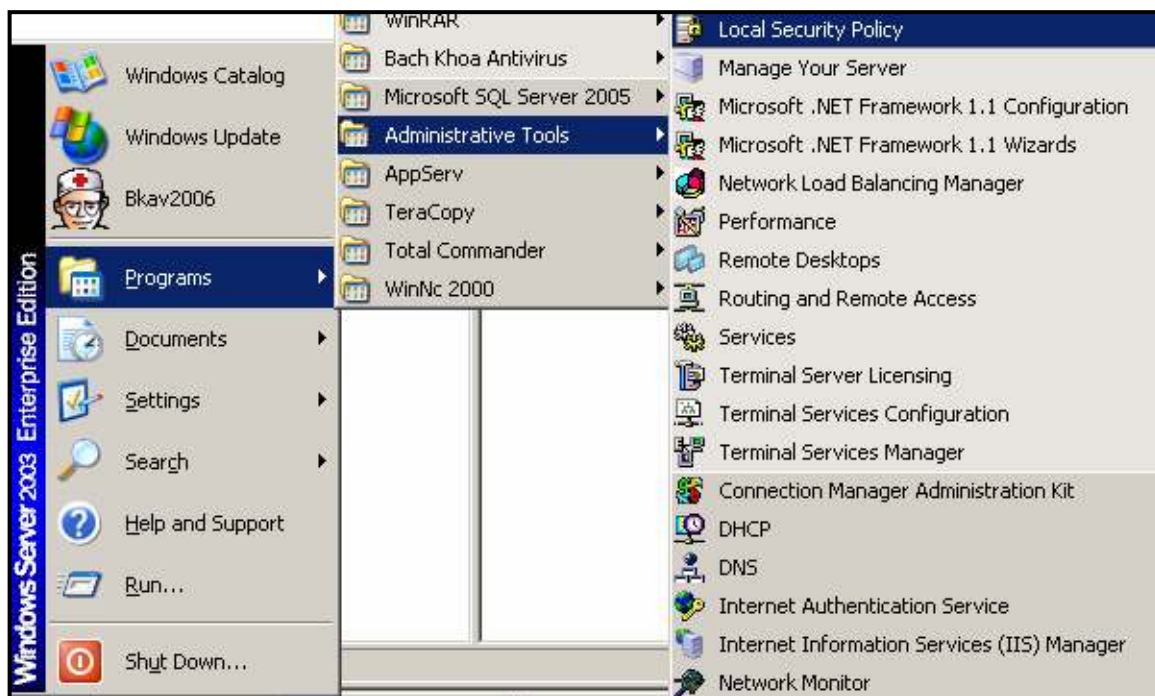 Windows Server 2003 Enterprise Edition
Windows Catalog
Windows Update
Bkav2006
Programs
Documents
Settings
Search
Help and Support
Run...
Shut Down...
WinRAR
Bach Khoa Antivirus
Microsoft SQL Server 2005
Administrative Tools
AppServ
TeraCopy
Total Commander
WinNc 2000
Local Security Policy
Manage Your Server
Microsoft .NET Framework 1.1 Configuration
Microsoft .NET Framework 1.1 Wizards
Network Load Balancing Manager
Performance
Remote Desktops
Routing and Remote Access
Services
Terminal Server Licensing
Terminal Services Configuration
Terminal Services Manager
Connection Manager Administration Kit
DHCP
DNS
Internet Authentication Service
Internet Information Services (IIS) Manager
Network Monitor